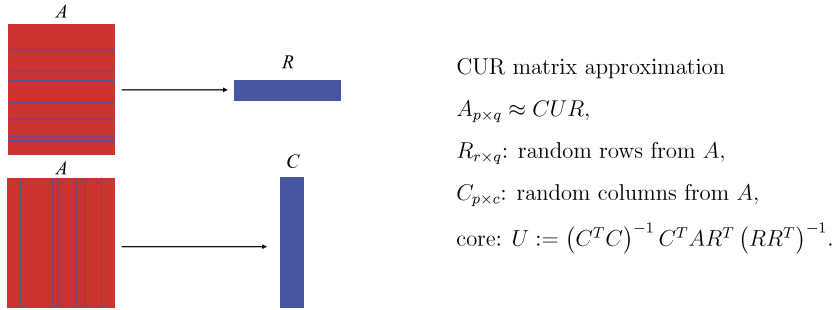 A
R
A
C
CUR matrix approximation
A_{p×q} ≈ CUR,
R_{r×q}: random rows from A,
C_{p×c}: random columns from A,
core: U := (C^T C)^{-1} C^T A R^T (R R^T)^{-1}.